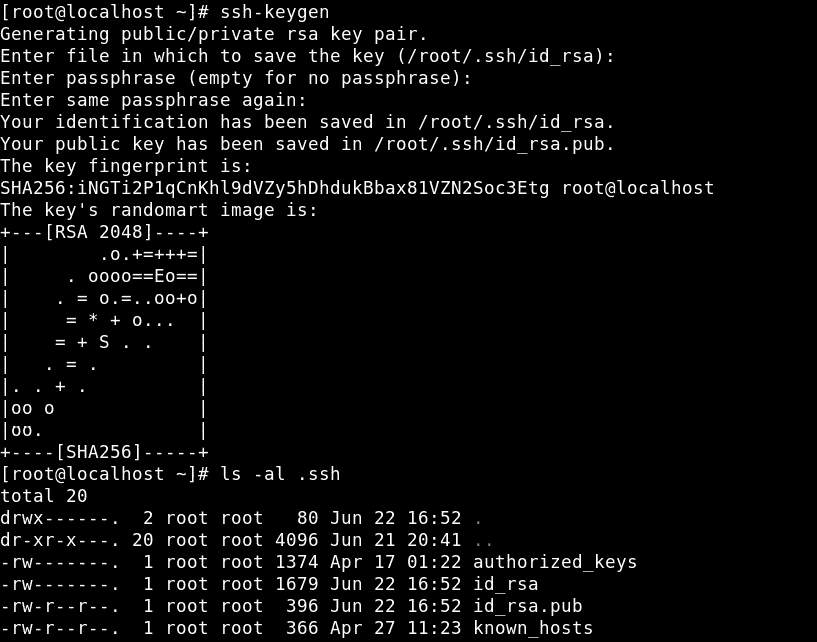 [root@localhost ~]# ssh-keygen
Generating public/private rsa key pair.
Enter file in which to save the key (/root/.ssh/id_rsa):
Enter passphrase (empty for no passphrase):
Enter same passphrase again:
Your identification has been saved in /root/.ssh/id_rsa.
Your public key has been saved in /root/.ssh/id_rsa.pub.
The key fingerprint is:
SHA256:iNGTi2P1qCnKhl9dVZy5hDhdukBbax81VZN2Soc3Etg root@localhost
The key's randomart image is:
+---[RSA 2048]----+
|        .o.+=+++=|
|     . oooo==Eo==|
|    . = o.=..oo+o|
|     = * + o...  |
|    = + S . .    |
|   . = .         |
|. . + .          |
|oo o             |
|oo.              |
+----[SHA256]-----+
[root@localhost ~]# ls -al .ssh
total 20
drwx------.  2 root root   80 Jun 22 16:52 .
dr-xr-x---. 20 root root 4096 Jun 21 20:41 ..
-rw-------.  1 root root 1374 Apr 17 01:22 authorized_keys
-rw-------.  1 root root 1679 Jun 22 16:52 id_rsa
-rw-r--r--.  1 root root  396 Jun 22 16:52 id_rsa.pub
-rw-r--r--.  1 root root  366 Apr 27 11:23 known_hosts